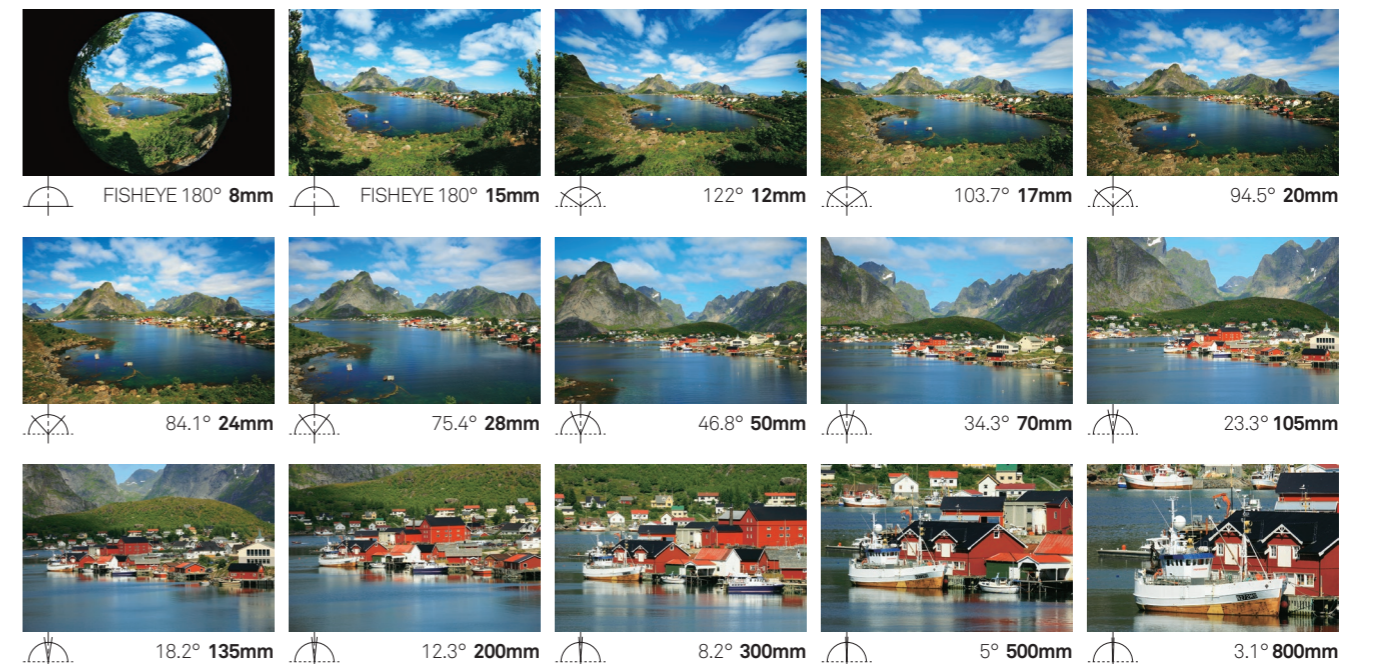 FISHEYE 180° 8mm
FISHEYE 180° 15mm
122° 12mm
103.7° 17mm
94.5° 20mm
84.1° 24mm
75.4° 28mm
46.8° 50mm
34.3° 70mm
23.3° 105mm
18.2° 135mm
12.3° 200mm
8.2° 300mm
5° 500mm
3.1° 800mm